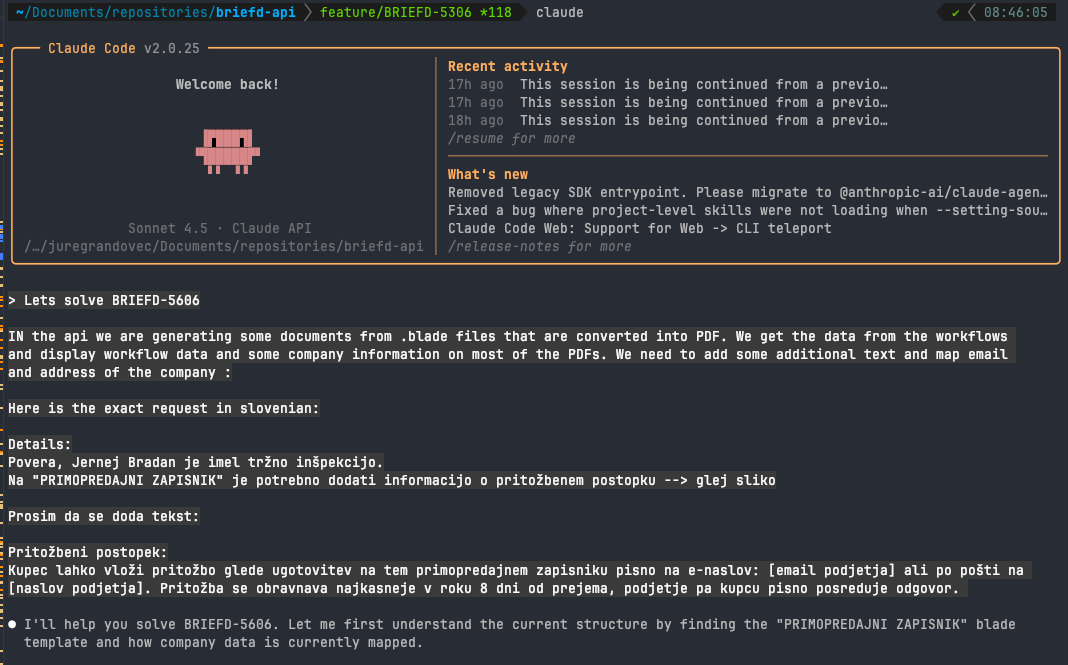 ~/Documents/repositories/briefd-api feature/BRIEFD-5306 *118 claude ✔ 08:46:05
Claude Code v2.0.25
Welcome back!
Sonnet 4.5 · Claude API
/…/juregrandovec/Documents/repositories/briefd-api
Recent activity
17h ago This session is being continued from a previo…
17h ago This session is being continued from a previo…
18h ago This session is being continued from a previo…
/resume for more
What's new
Removed legacy SDK entrypoint. Please migrate to @anthropic-ai/claude-agen…
Fixed a bug where project-level skills were not loading when --setting-sou…
Claude Code Web: Support for Web -> CLI teleport
/release-notes for more
> Lets solve BRIEFD-5606
IN the api we are generating some documents from .blade files that are converted into PDF. We get the data from the workflows
and display workflow data and some company information on most of the PDFs. We need to add some additional text and map email
and address of the company :
Here is the exact request in slovenian:
Details:
Povera, Jernej Bradan je imel tržno inšpekcijo.
Na "PRIMOPREDAJNI ZAPISNIK" je potrebno dodati informacijo o pritožbenem postopku --> glej sliko
Prosim da se doda tekst:
Pritožbeni postopek:
Kupec lahko vloži pritožbo glede ugotovitev na tem primopredajnem zapisniku pisno na e-naslov: [email podjetja] ali po pošti na
[naslov podjetja]. Pritožba se obravnava najkasneje v roku 8 dni od prejema, podjetje pa kupcu pisno posreduje odgovor.
● I'll help you solve BRIEFD-5606. Let me first understand the current structure by finding the "PRIMOPREDAJNI ZAPISNIK" blade
template and how company data is currently mapped.